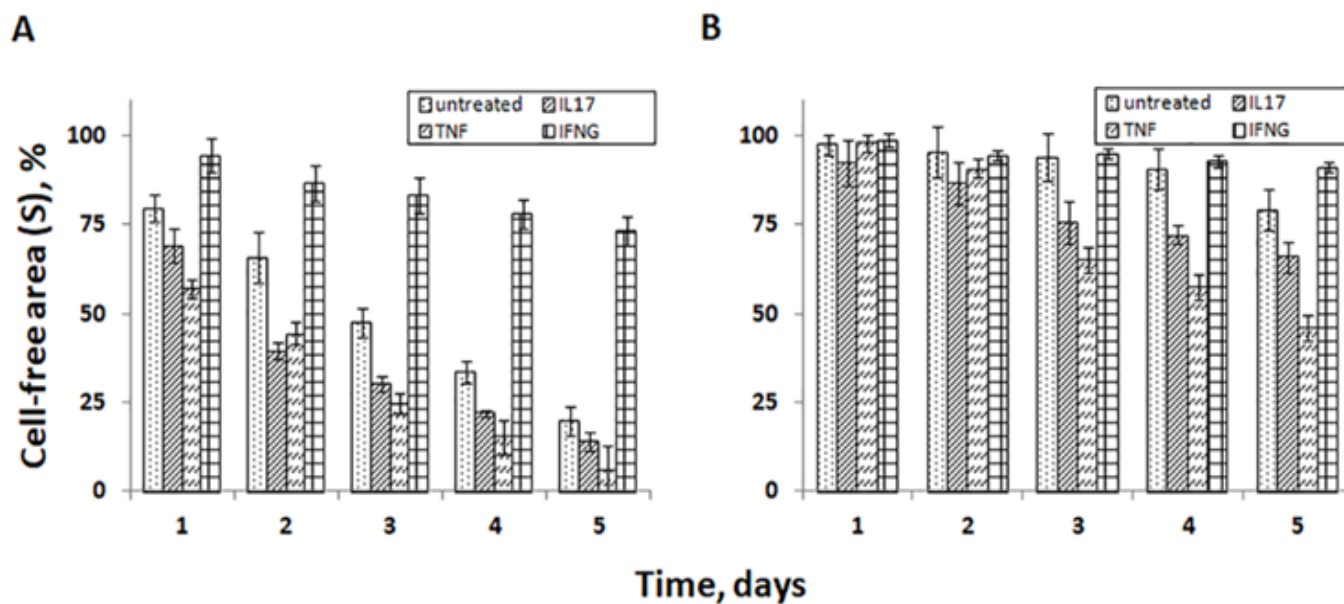 A
untreated IL17
TNF IFNG
100
75
50
25
0
1 2 3 4 5
Cell-free area (S), %
B
untreated IL17
TNF IFNG
100
75
50
25
0
1 2 3 4 5
Time, days